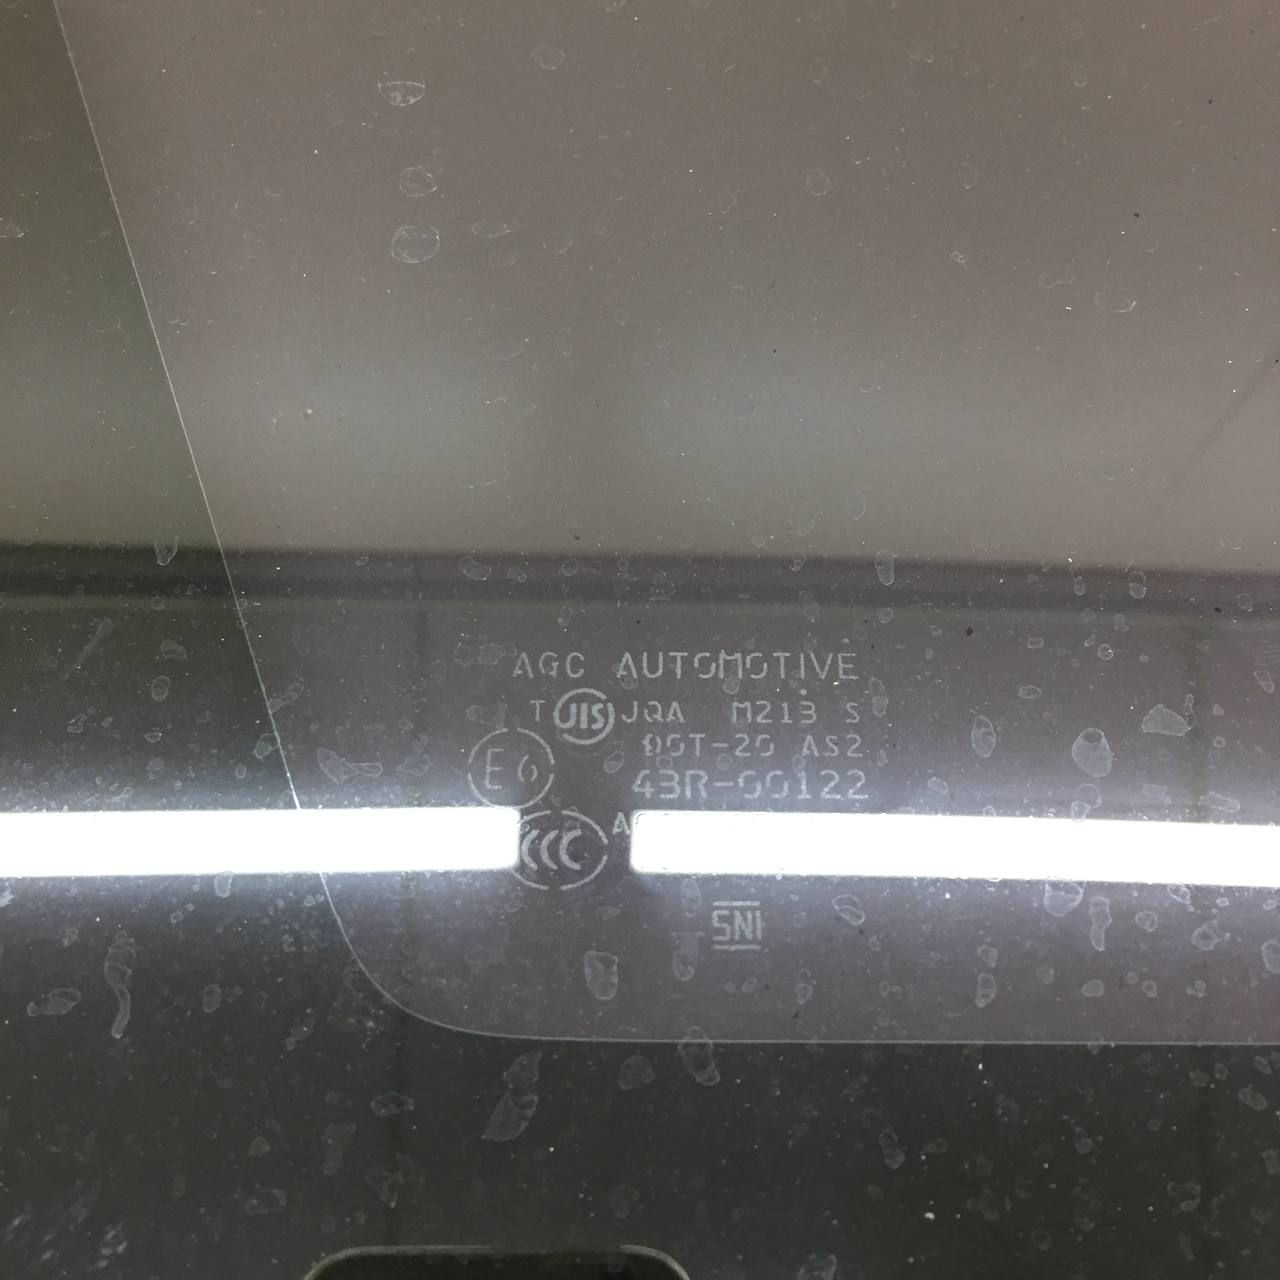 AGC AUTOMOTIVE
T JIS JQA M213 S
DOT-20 AS2
E6 43R-00122
CCC
SNI